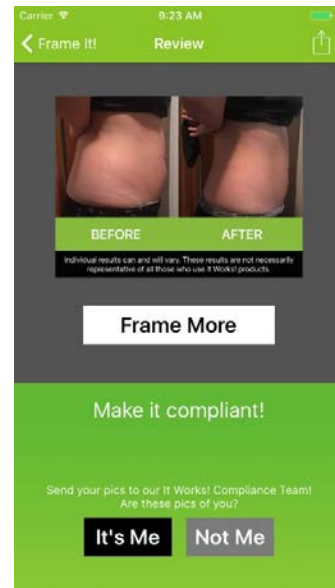 Carrier 9:23 AM
Frame It! Review
BEFORE AFTER
Individual results can and will vary. These results are not necessarily
representative of all those who use It Works! products.
Frame More
Make it compliant!
Send your pics to our It Works! Compliance Team!
Are these pics of you?
It's Me Not Me